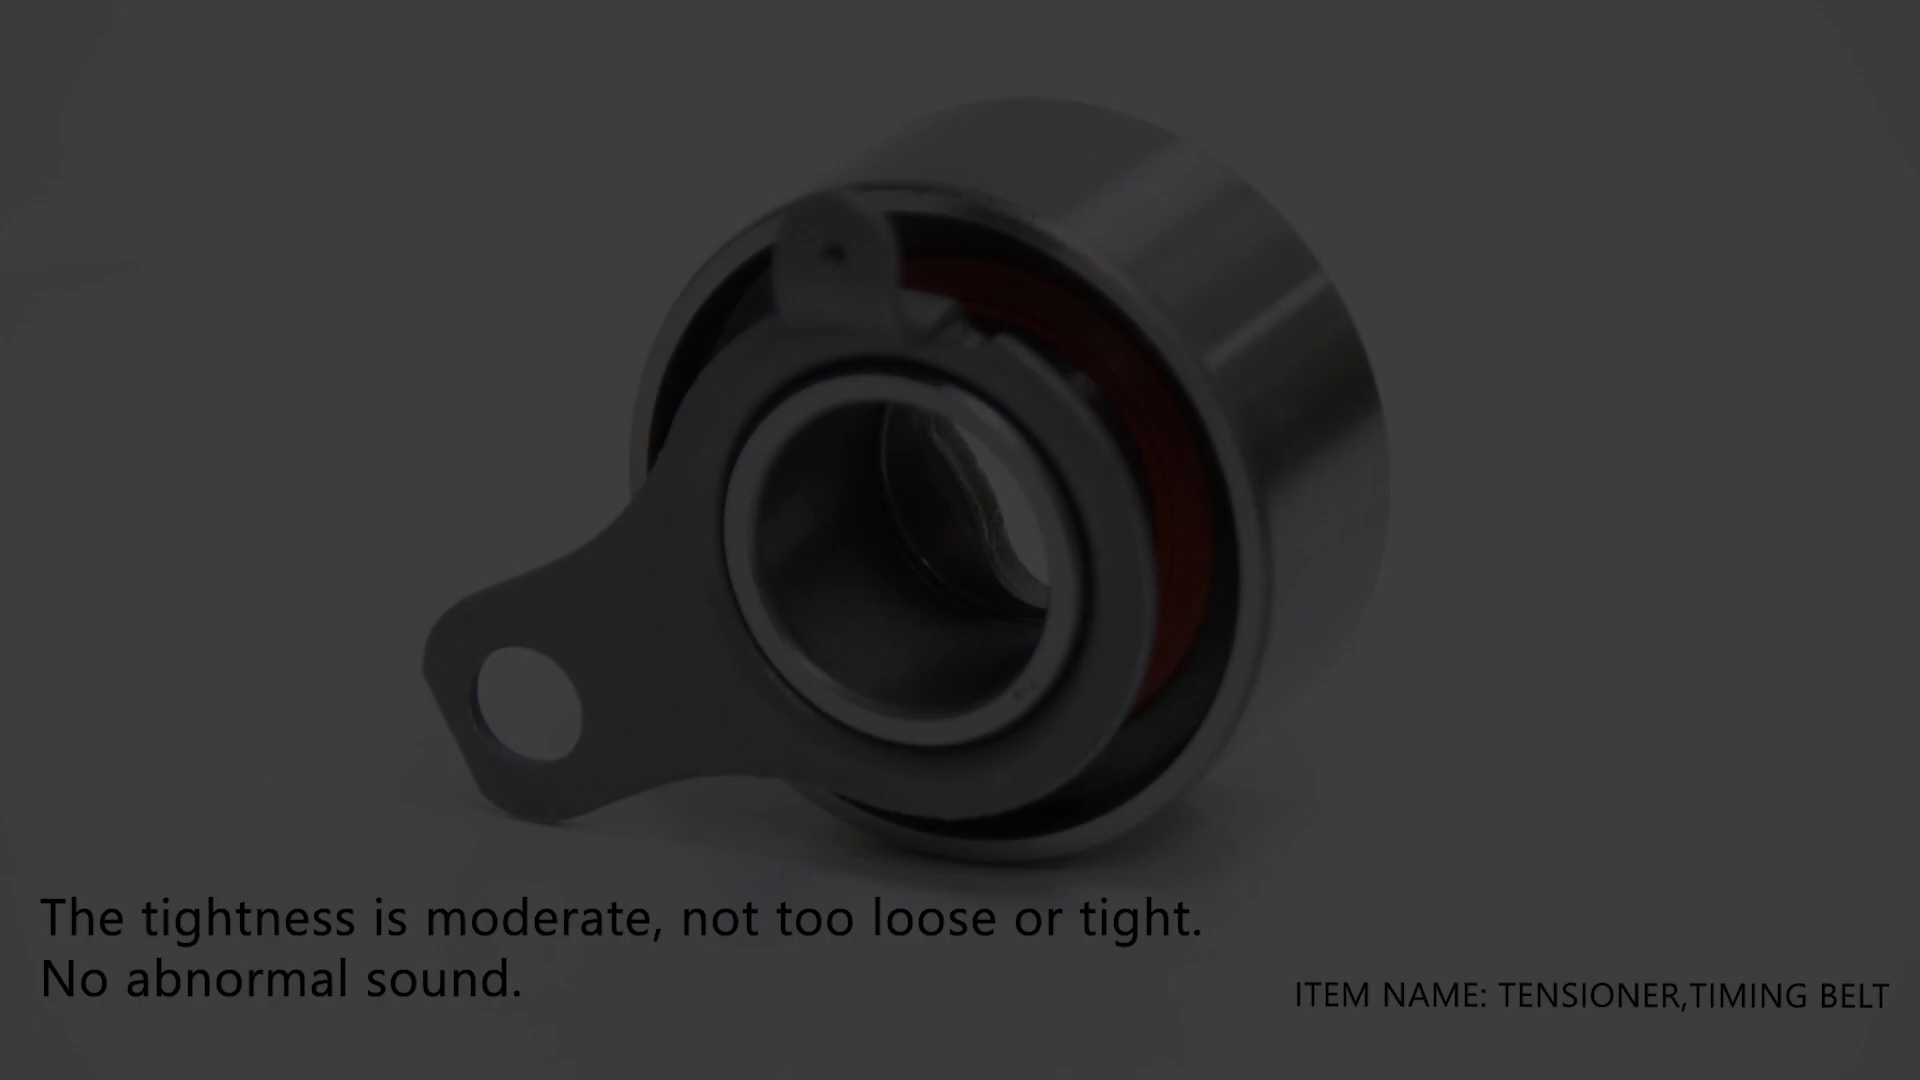 The tightness is moderate, not too loose or tight.
No abnormal sound.
ITEM NAME: TENSIONER,TIMING BELT